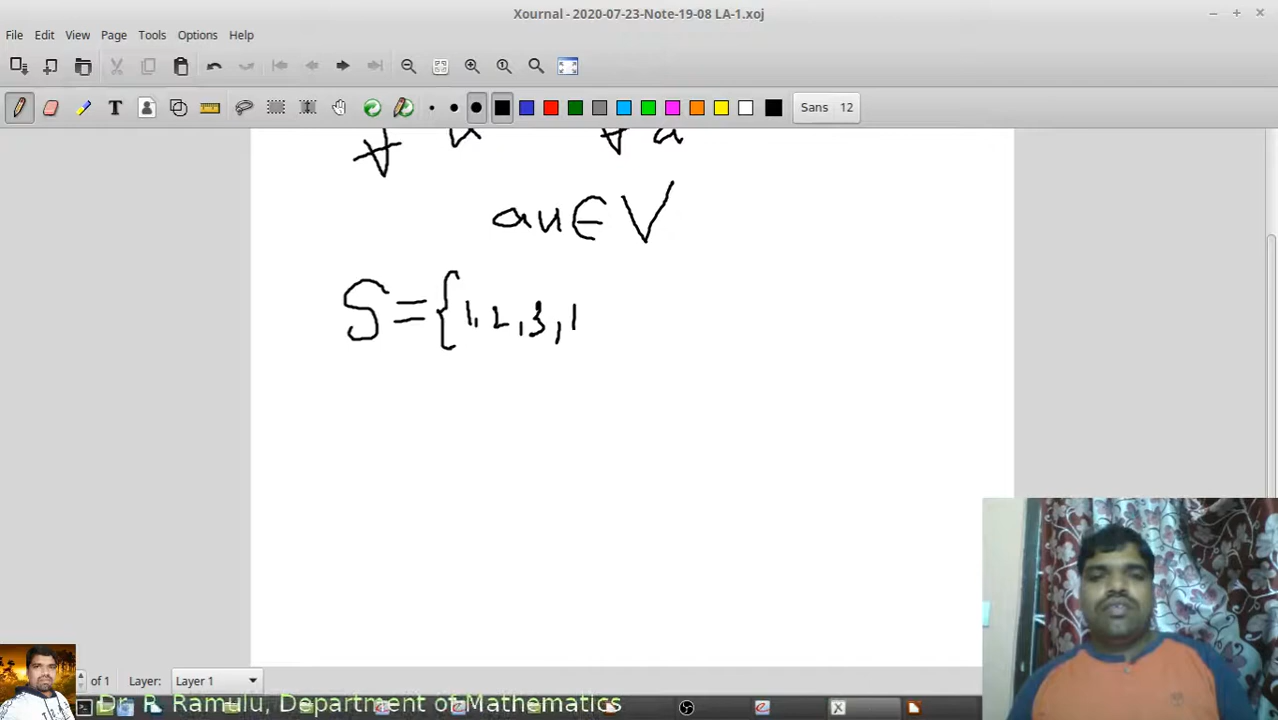 Xournal - 2020-07-23-Note-19-08 LA-1.xoj
File Edit View Page Tools Options Help
Sans 12
∀ u ∀ a
au∈V
S={1,2,3,1
of 1 Layer: Layer 1
Dr. R. Ramulu, Department of Mathematics